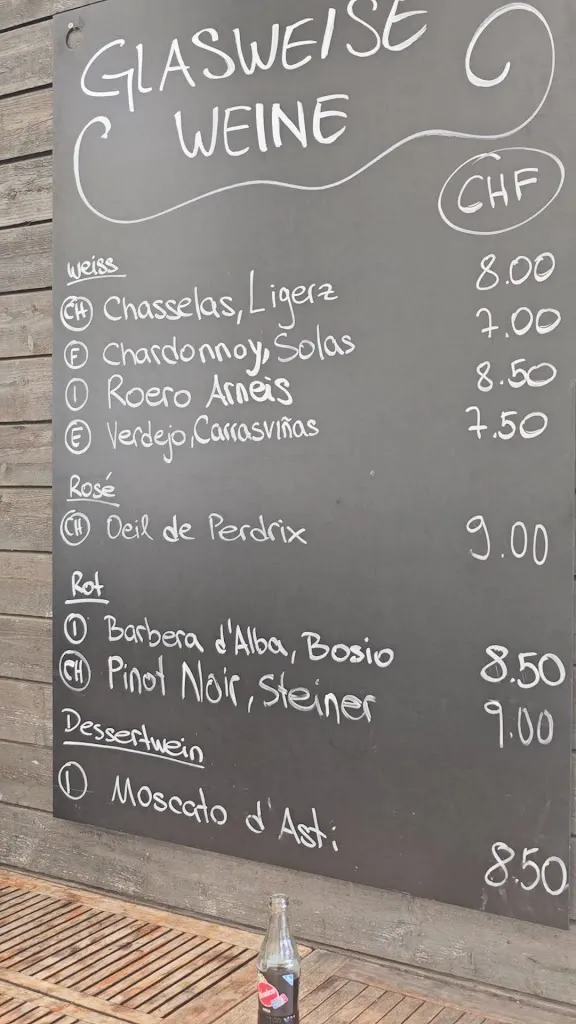 GLASWEISE
WEINE
CHF
Weiss
CH Chasselas, Ligerz 8.00
F Chardonnay, Solas 7.00
I Roero Arneis 8.50
E Verdejo, Carrasviñas 7.50
Rosé
CH Oeil de Perdrix 9.00
Rot
I Barbera d'Alba, Bosio 8.50
CH Pinot Noir, Steiner 9.00
Dessertwein
I Moscato d'Asti 8.50